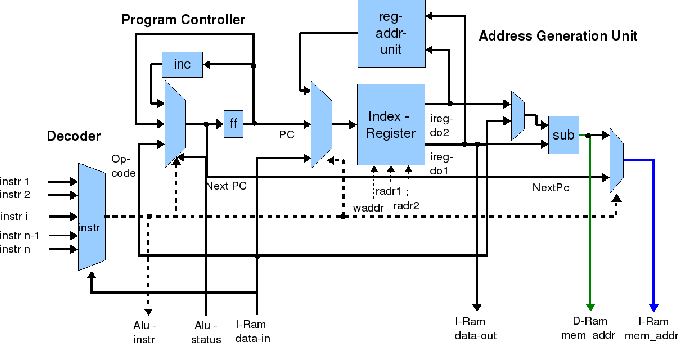 Program Controller
reg-
addr-
unit
Address Generation Unit
inc
Index -
Register
ireg-
do2
ff
PC
sub
Decoder
Op-
code
ireg-
do1
instr 1
instr 2
instr i
instr n-1
instr n
instr
Next PC
radr1 ;
radr2
waddr
NextPc
Alu -
instr
Alu -
status
I-Ram
data-in
I-Ram
data-out
D-Ram
mem_addr
I-Ram
mem_addr